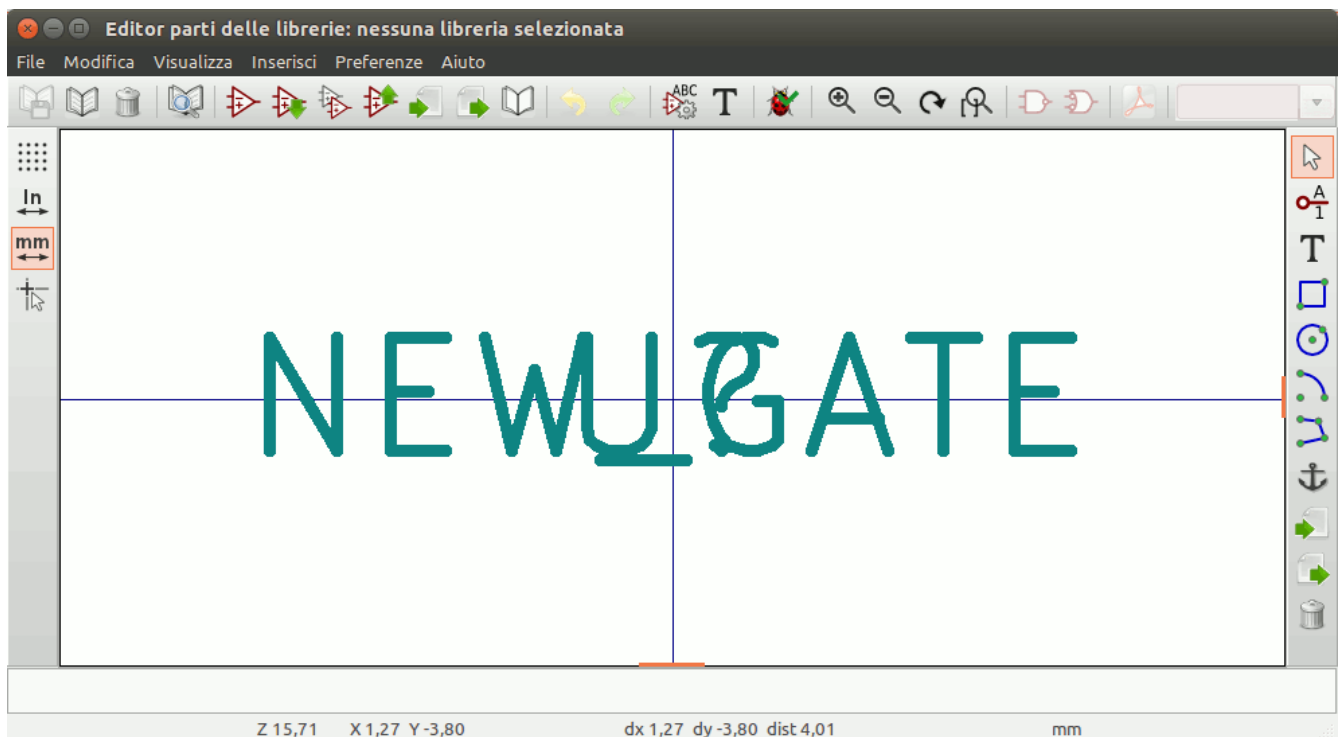 Editor parti delle librerie: nessuna libreria selezionata
File Modifica Visualizza Inserisci Preferenze Aiuto
ABC T
In
mm
A
1
T
NEW_GATE
U?
Z 15,71 X 1,27 Y -3,80 dx 1,27 dy -3,80 dist 4,01 mm